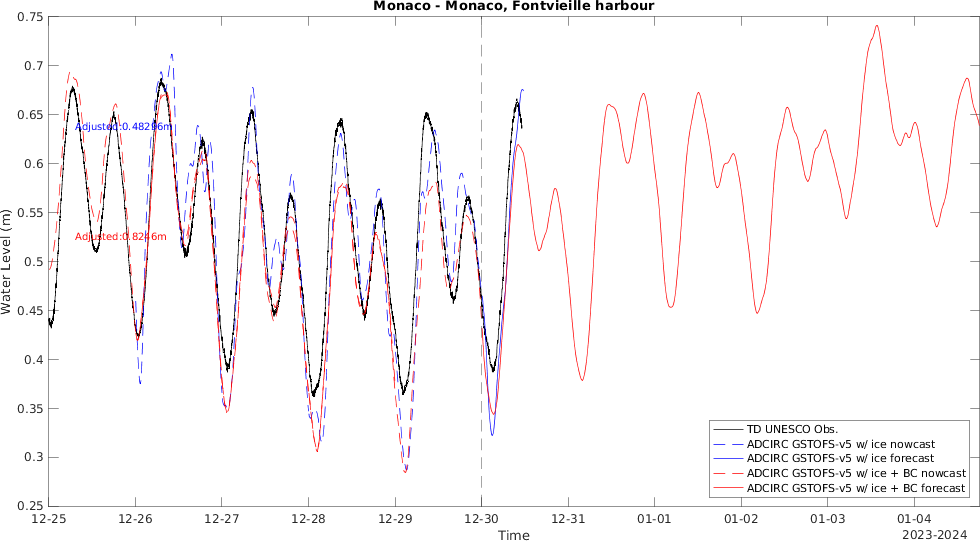 Monaco - Monaco, Fontvieille harbour
Water Level (m)
0.75
0.7
0.65
0.6
0.55
0.5
0.45
0.4
0.35
0.3
0.25
Adjusted:0.48296m
Adjusted:0.8246m
TD UNESCO Obs.
ADCIRC GSTOFS-v5 w/ ice nowcast
ADCIRC GSTOFS-v5 w/ ice forecast
ADCIRC GSTOFS-v5 w/ ice + BC nowcast
ADCIRC GSTOFS-v5 w/ ice + BC forecast
12-25 12-26 12-27 12-28 12-29 12-30 12-31 01-01 01-02 01-03 01-04
Time
2023-2024